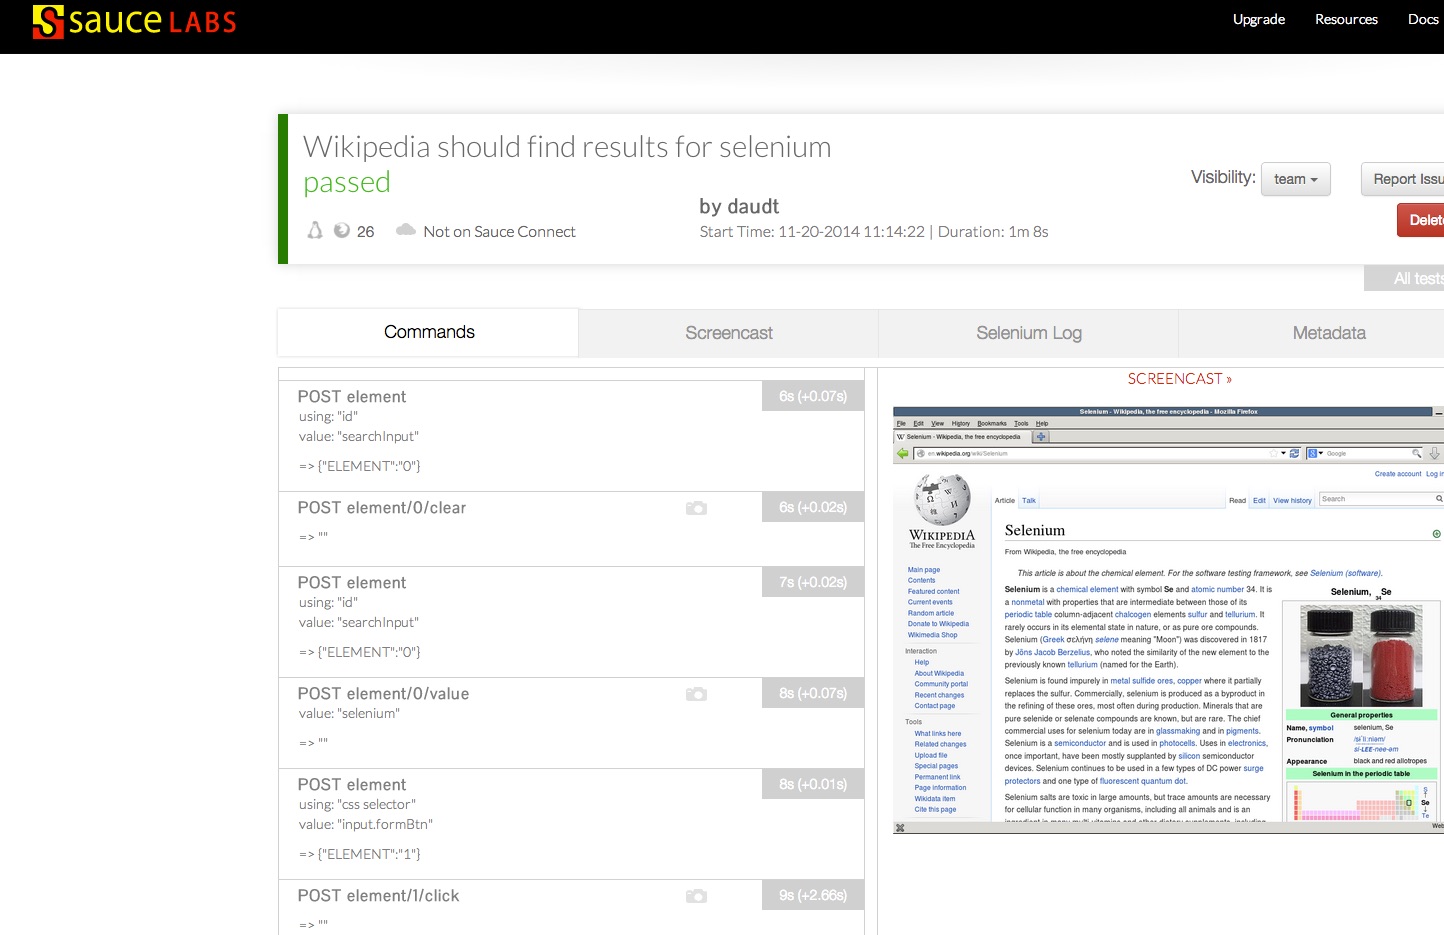 sauce LABS
Upgrade Resources Docs
Wikipedia should find results for selenium
passed
26 Not on Sauce Connect
by daudt
Start Time: 11-20-2014 11:14:22 | Duration: 1m 8s
Visibility: team
Report Issu
Delet
All tests
Commands Screencast Selenium Log Metadata
POST element 6s (+0.07s)
using: "id"
value: "searchInput"
=> {"ELEMENT":"0"}
POST element/0/clear 6s (+0.02s)
=> ""
POST element 7s (+0.02s)
using: "id"
value: "searchInput"
=> {"ELEMENT":"0"}
POST element/0/value 8s (+0.07s)
value: "selenium"
=> ""
POST element 8s (+0.01s)
using: "css selector"
value: "input.formBtn"
=> {"ELEMENT":"1"}
POST element/1/click 9s (+2.66s)
=> ""
SCREENCAST »
Selenium - Wikipedia, the free encyclopedia - Mozilla Firefox
File Edit View History Bookmarks Tools Help
W Selenium - Wikipedia, the free encyclopedia
en.wikipedia.org/wiki/Selenium
Google
Create account Log in
Article Talk Read Edit View history Search
WIKIPEDIA
The Free Encyclopedia
Main page
Contents
Featured content
Current events
Random article
Donate to Wikipedia
Wikimedia Shop
Interaction
Help
About Wikipedia
Community portal
Recent changes
Contact page
Tools
What links here
Related changes
Upload file
Special pages
Permanent link
Page information
Wikidata item
Cite this page
Selenium
From Wikipedia, the free encyclopedia
This article is about the chemical element. For the software testing framework, see Selenium (software).
Selenium is a chemical element with symbol Se and atomic number 34. It is
a nonmetal with properties that are intermediate between those of its
periodic table column-adjacent chalcogen elements sulfur and tellurium. It
rarely occurs in its elemental state in nature, or as pure ore compounds.
Selenium (Greek σελήνη selene meaning "Moon") was discovered in 1817
by Jöns Jacob Berzelius, who noted the similarity of the new element to the
previously known tellurium (named for the Earth).
Selenium is found impurely in metal sulfide ores, copper where it partially
replaces the sulfur. Commercially, selenium is produced as a byproduct in
the refining of these ores, most often during production. Minerals that are
pure selenide or selenate compounds are known, but are rare. The chief
commercial uses for selenium today are in glassmaking and in pigments.
Selenium is a semiconductor and is used in photocells. Uses in electronics,
once important, have been mostly supplanted by silicon semiconductor
devices. Selenium continues to be used in a few types of DC power surge
protectors and one type of fluorescent quantum dot.
Selenium salts are toxic in large amounts, but trace amounts are necessary
for cellular function in many organisms, including all animals and is an
ingredient in many multi-vitamins and other dietary supplements, including
Selenium, 34Se
General properties
Name, symbol selenium, Se
Pronunciation /sɨˈliːniəm/
si-LEE-nee-əm
Appearance black and red allotropes
Selenium in the periodic table
S
↑
Se
↓
Te
Web